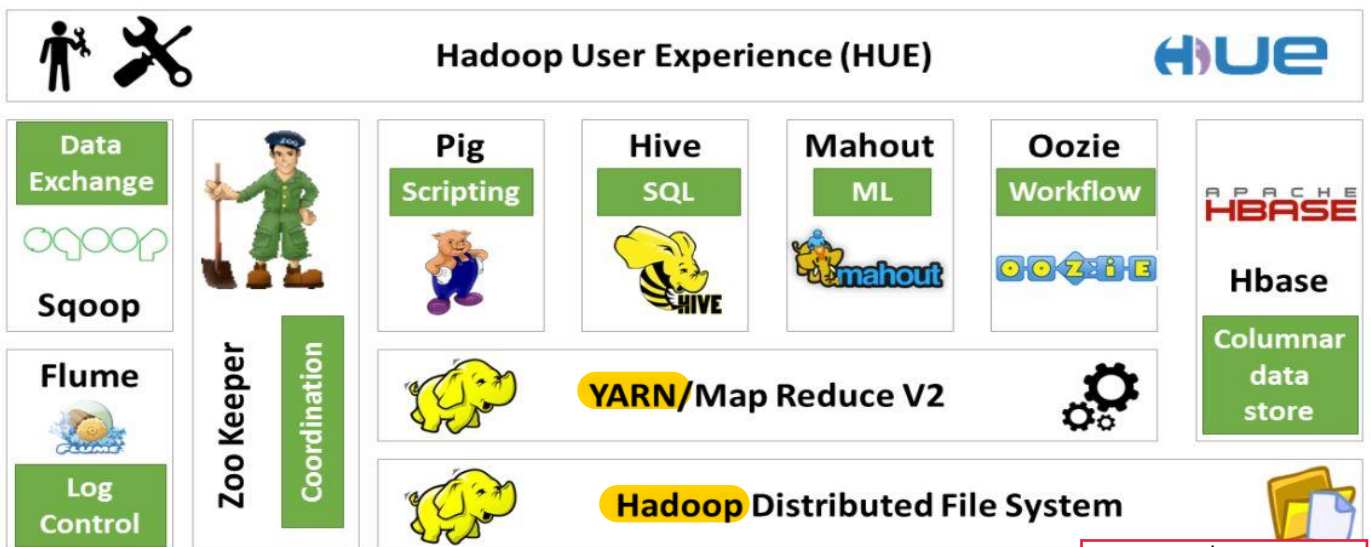 Hadoop User Experience (HUE)
HUE
Data
Exchange
sqoop
Sqoop
Flume
FLUME
Log
Control
ZOO
Zoo Keeper
Coordination
Pig
Scripting
Hive
SQL
HIVE
Mahout
ML
mahout
Oozie
Workflow
OOZiE
APACHE
HBASE
Hbase
Columnar
data
store
YARN/Map Reduce V2
Hadoop Distributed File System